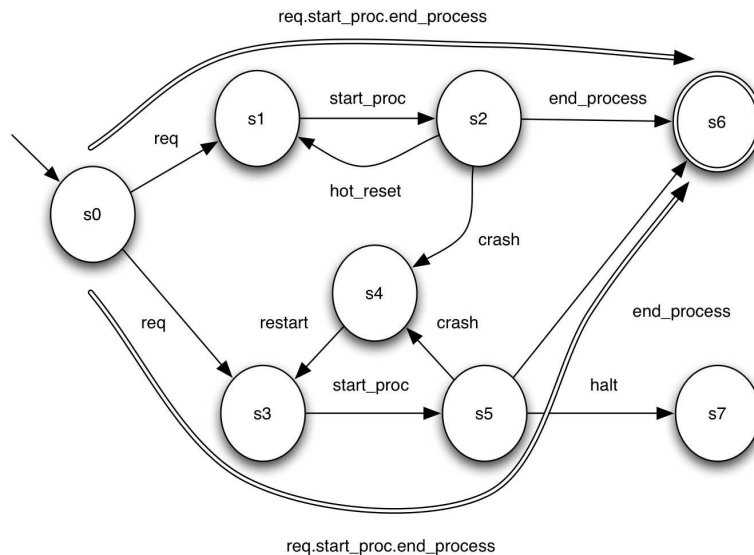 req.start_proc.end_process
s1
start_proc
s2
end_process
s6
req
hot_reset
s0
crash
s4
req
restart
crash
end_process
start_proc
halt
s3
s5
s7
req.start_proc.end_process